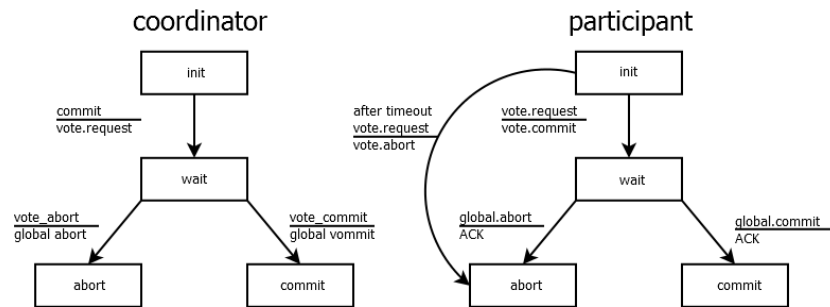 coordinator
init
commit
vote.request
wait
vote_abort
global abort
vote_commit
global vommit
abort
commit
participant
init
after timeout
vote.request
vote.abort
vote.request
vote.commit
wait
global.abort
ACK
global.commit
ACK
abort
commit